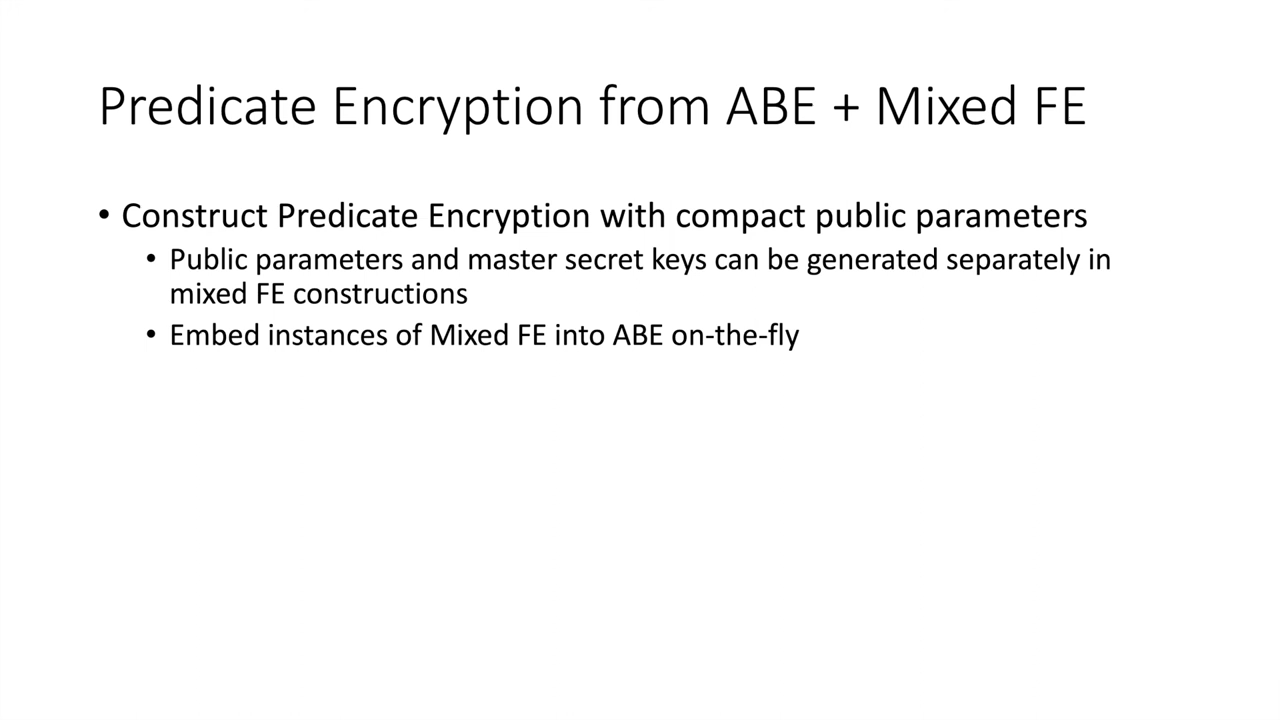 Predicate Encryption from ABE + Mixed FE
• Construct Predicate Encryption with compact public parameters
• Public parameters and master secret keys can be generated separately in
mixed FE constructions
• Embed instances of Mixed FE into ABE on-the-fly